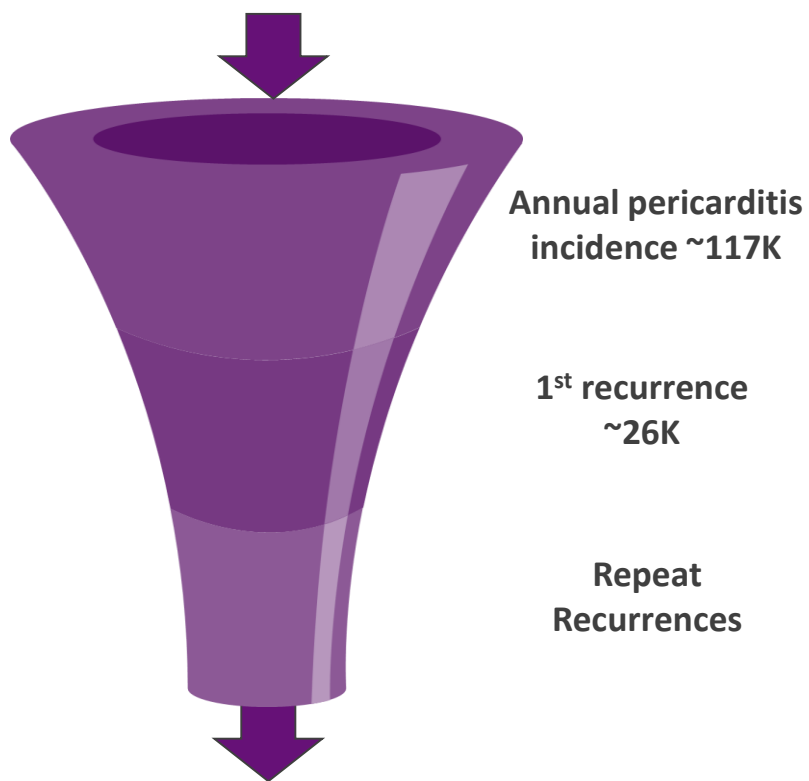 Annual pericarditis
incidence ~117K
1st recurrence
~26K
Repeat
Recurrences